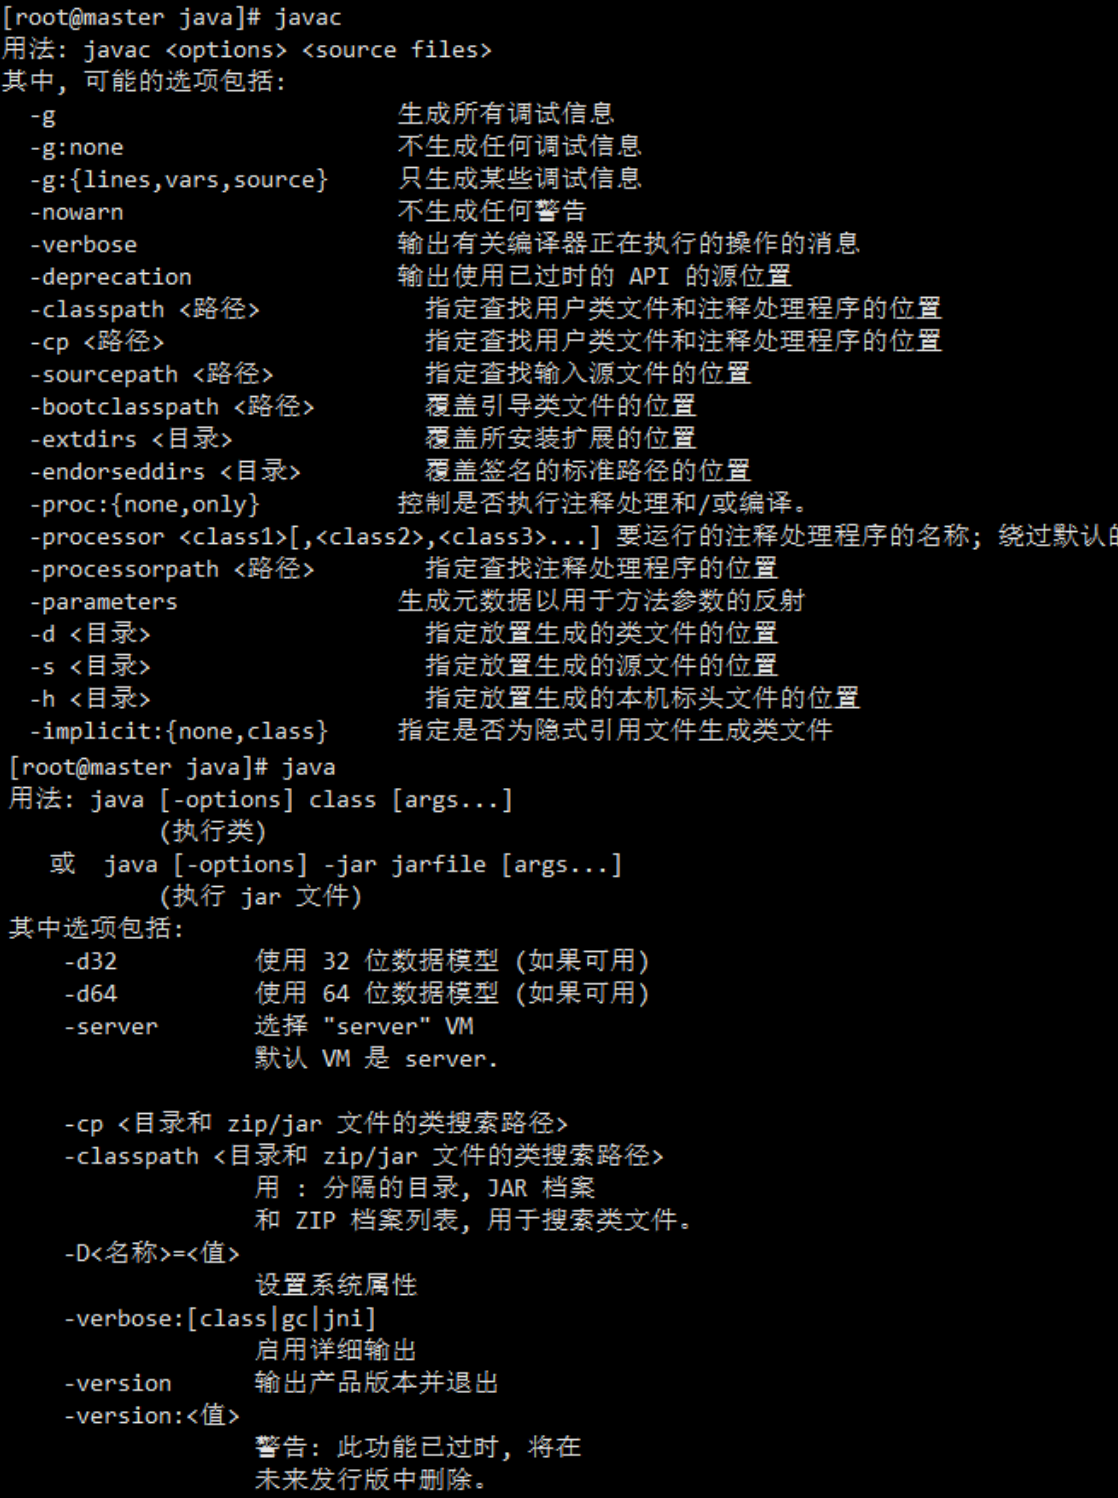 [root@master java]# javac
用法: javac <options> <source files>
其中, 可能的选项包括:
-g 生成所有调试信息
-g:none 不生成任何调试信息
-g:{lines,vars,source} 只生成某些调试信息
-nowarn 不生成任何警告
-verbose 输出有关编译器正在执行的操作的消息
-deprecation 输出使用已过时的 API 的源位置
-classpath <路径> 指定查找用户类文件和注释处理程序的位置
-cp <路径> 指定查找用户类文件和注释处理程序的位置
-sourcepath <路径> 指定查找输入源文件的位置
-bootclasspath <路径> 覆盖引导类文件的位置
-extdirs <目录> 覆盖所安装扩展的位置
-endorseddirs <目录> 覆盖签名的标准路径的位置
-proc:{none,only} 控制是否执行注释处理和/或编译。
-processor <class1>[,<class2>,<class3>...] 要运行的注释处理程序的名称; 绕过默认的
-processorpath <路径> 指定查找注释处理程序的位置
-parameters 生成元数据以用于方法参数的反射
-d <目录> 指定放置生成的类文件的位置
-s <目录> 指定放置生成的源文件的位置
-h <目录> 指定放置生成的本机标头文件的位置
-implicit:{none,class} 指定是否为隐式引用文件生成类文件
[root@master java]# java
用法: java [-options] class [args...]
(执行类)
或 java [-options] -jar jarfile [args...]
(执行 jar 文件)
其中选项包括:
-d32 使用 32 位数据模型 (如果可用)
-d64 使用 64 位数据模型 (如果可用)
-server 选择 "server" VM
默认 VM 是 server.
-cp <目录和 zip/jar 文件的类搜索路径>
-classpath <目录和 zip/jar 文件的类搜索路径>
用 : 分隔的目录, JAR 档案
和 ZIP 档案列表, 用于搜索类文件。
-D<名称>=<值>
设置系统属性
-verbose:[class|gc|jni]
启用详细输出
-version 输出产品版本并退出
-version:<值>
警告: 此功能已过时, 将在
未来发行版中删除。